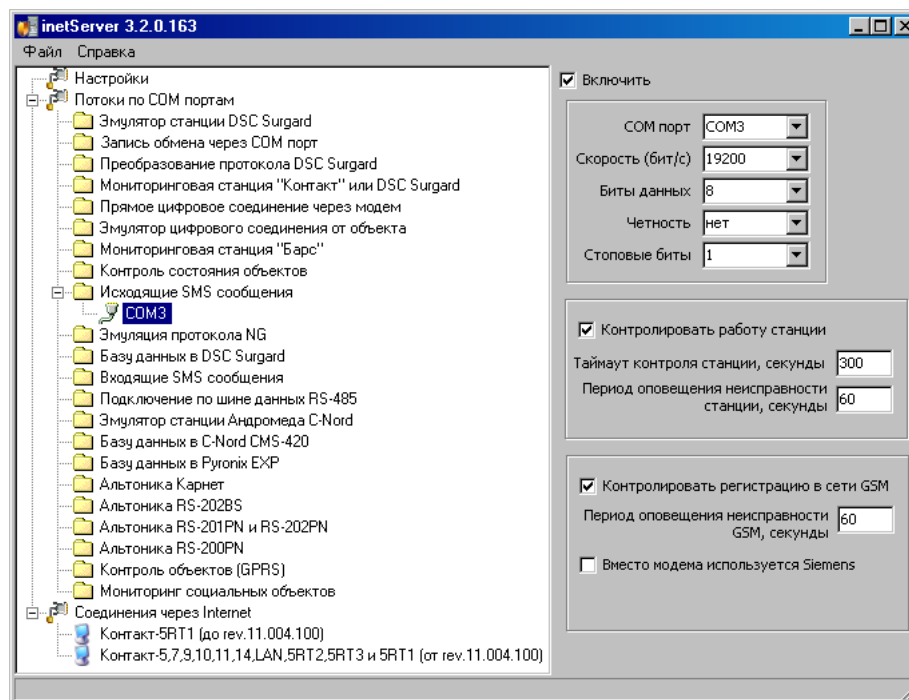 inetServer 3.2.0.163
Файл Справка
Настройки
Потоки по COM портам
Эмулятор станции DSC Surgard
Запись обмена через COM порт
Преобразование протокола DSC Surgard
Мониторинговая станция "Контакт" или DSC Surgard
Прямое цифровое соединение через модем
Эмулятор цифрового соединения от объекта
Мониторинговая станция "Барс"
Контроль состояния объектов
Исходящие SMS сообщения
COM3
Эмуляция протокола NG
Базу данных в DSC Surgard
Входящие SMS сообщения
Подключение по шине данных RS-485
Эмулятор станции Андромеда C-Nord
Базу данных в C-Nord CMS-420
Базу данных в Pyronix EXP
Альтоника Карнет
Альтоника RS-202BS
Альтоника RS-201PN и RS-202PN
Альтоника RS-200PN
Контроль объектов (GPRS)
Мониторинг социальных объектов
Соединения через Internet
Контакт-5RT1 (до rev.11.004.100)
Контакт-5,7,9,10,11,14,LAN,5RT2,5RT3 и 5RT1 (от rev.11.004.100)
Включить
COM порт COM3
Скорость (бит/с) 19200
Биты данных 8
Четность нет
Стоповые биты 1
Контролировать работу станции
Таймаут контроля станции, секунды 300
Период оповещения неисправности
станции, секунды 60
Контролировать регистрацию в сети GSM
Период оповещения неисправности
GSM, секунды 60
Вместо модема используется Siemens